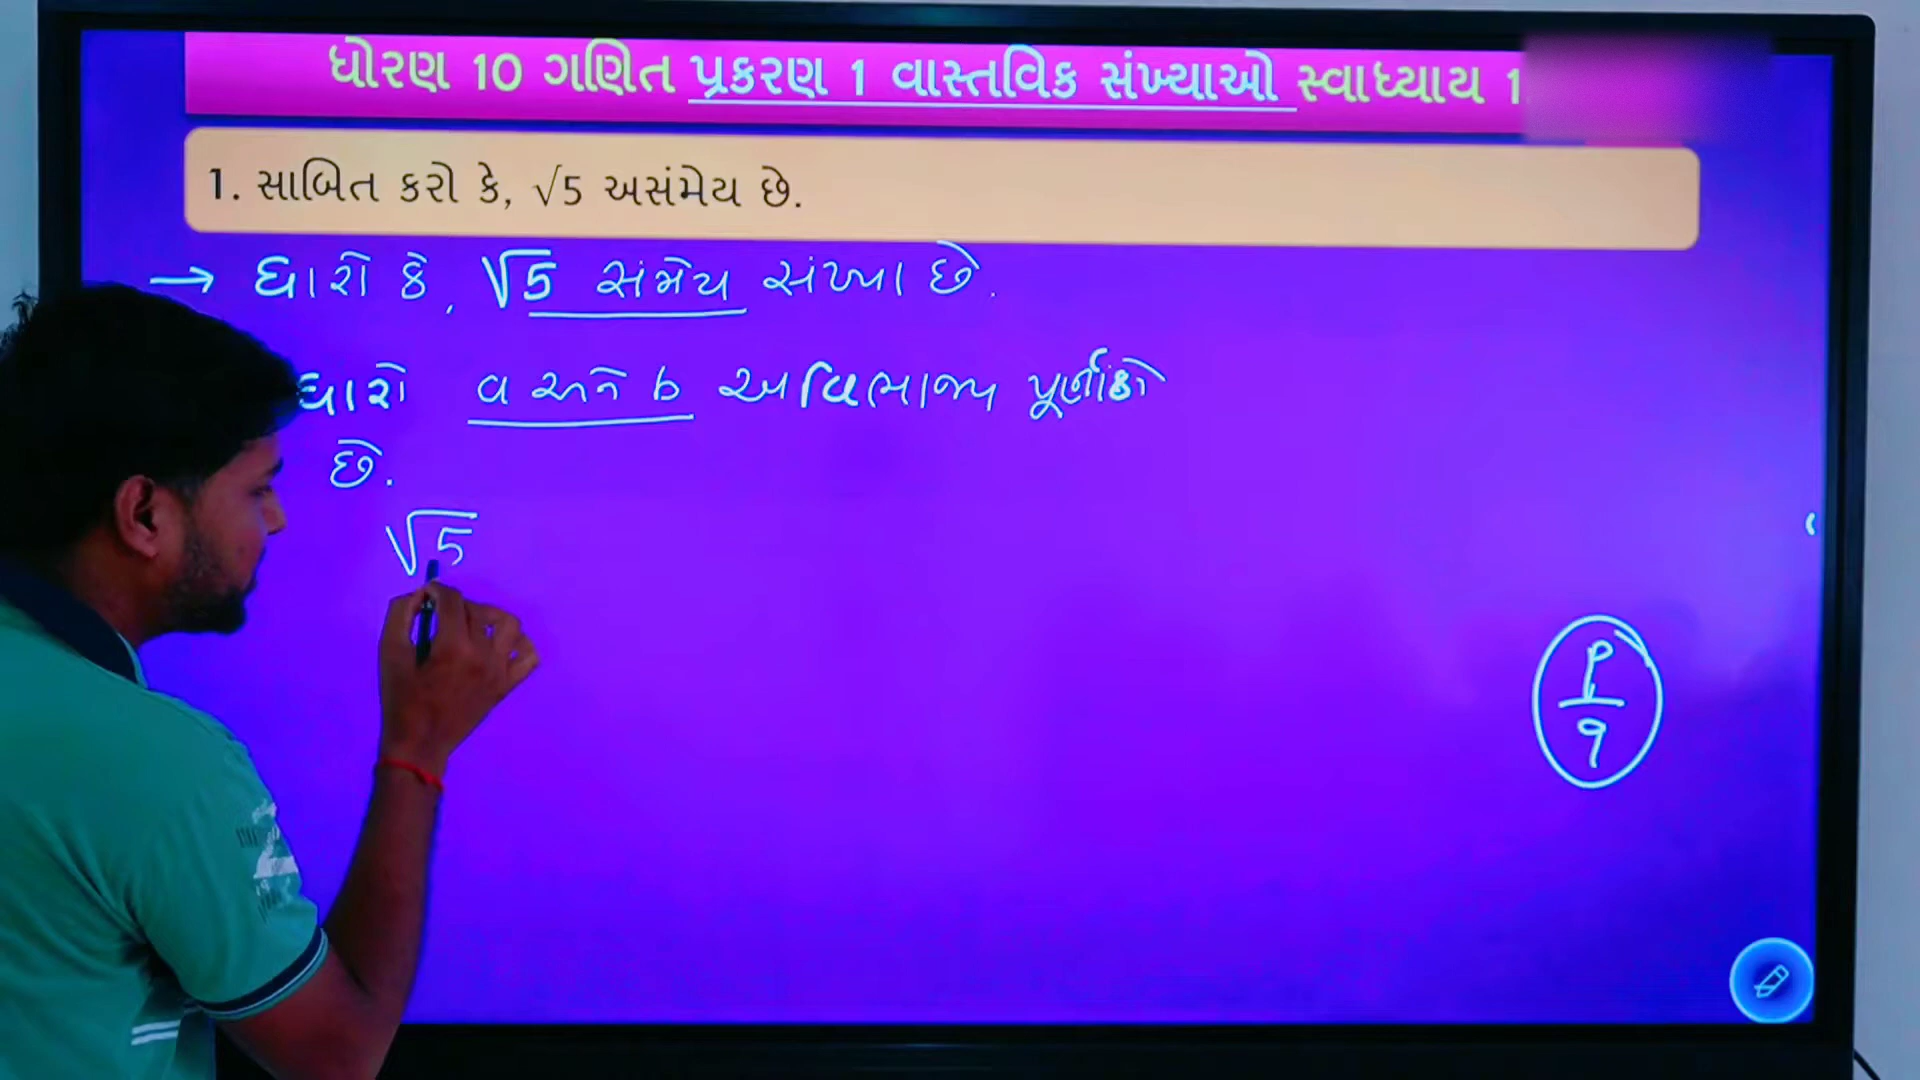 ધોરણ 10 ગણિત પ્રકરણ 1 વાસ્તવિક સંખ્યાઓ સ્વાધ્યાય 1
1. સાબિત કરો કે, √5 અસંમેય છે.
→ ધારો કે, √5 સંમેય સંખ્યા છે.
ધારો a અને b અવિભાજ્ય પૂર્ણાંકો
છે.
√5
p
q